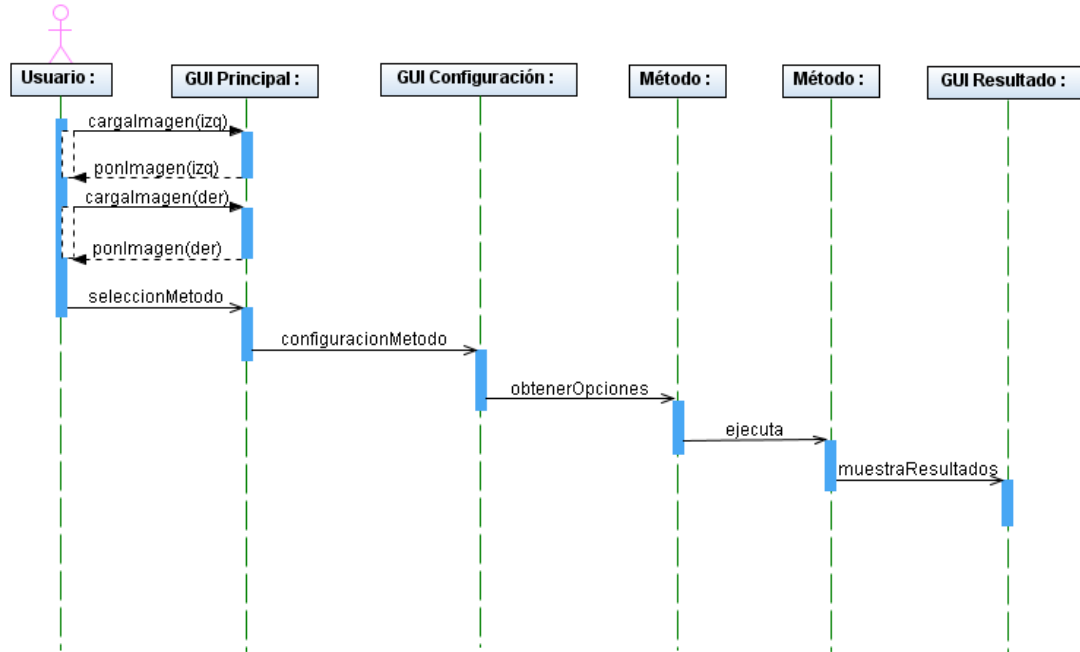 Usuario :
GUI Principal :
GUI Configuración :
Método :
Método :
GUI Resultado :
cargaImagen(izq)
ponImagen(izq)
cargaImagen(der)
ponImagen(der)
seleccionMetodo
configuracionMetodo
obtenerOpciones
ejecuta
muestraResultados